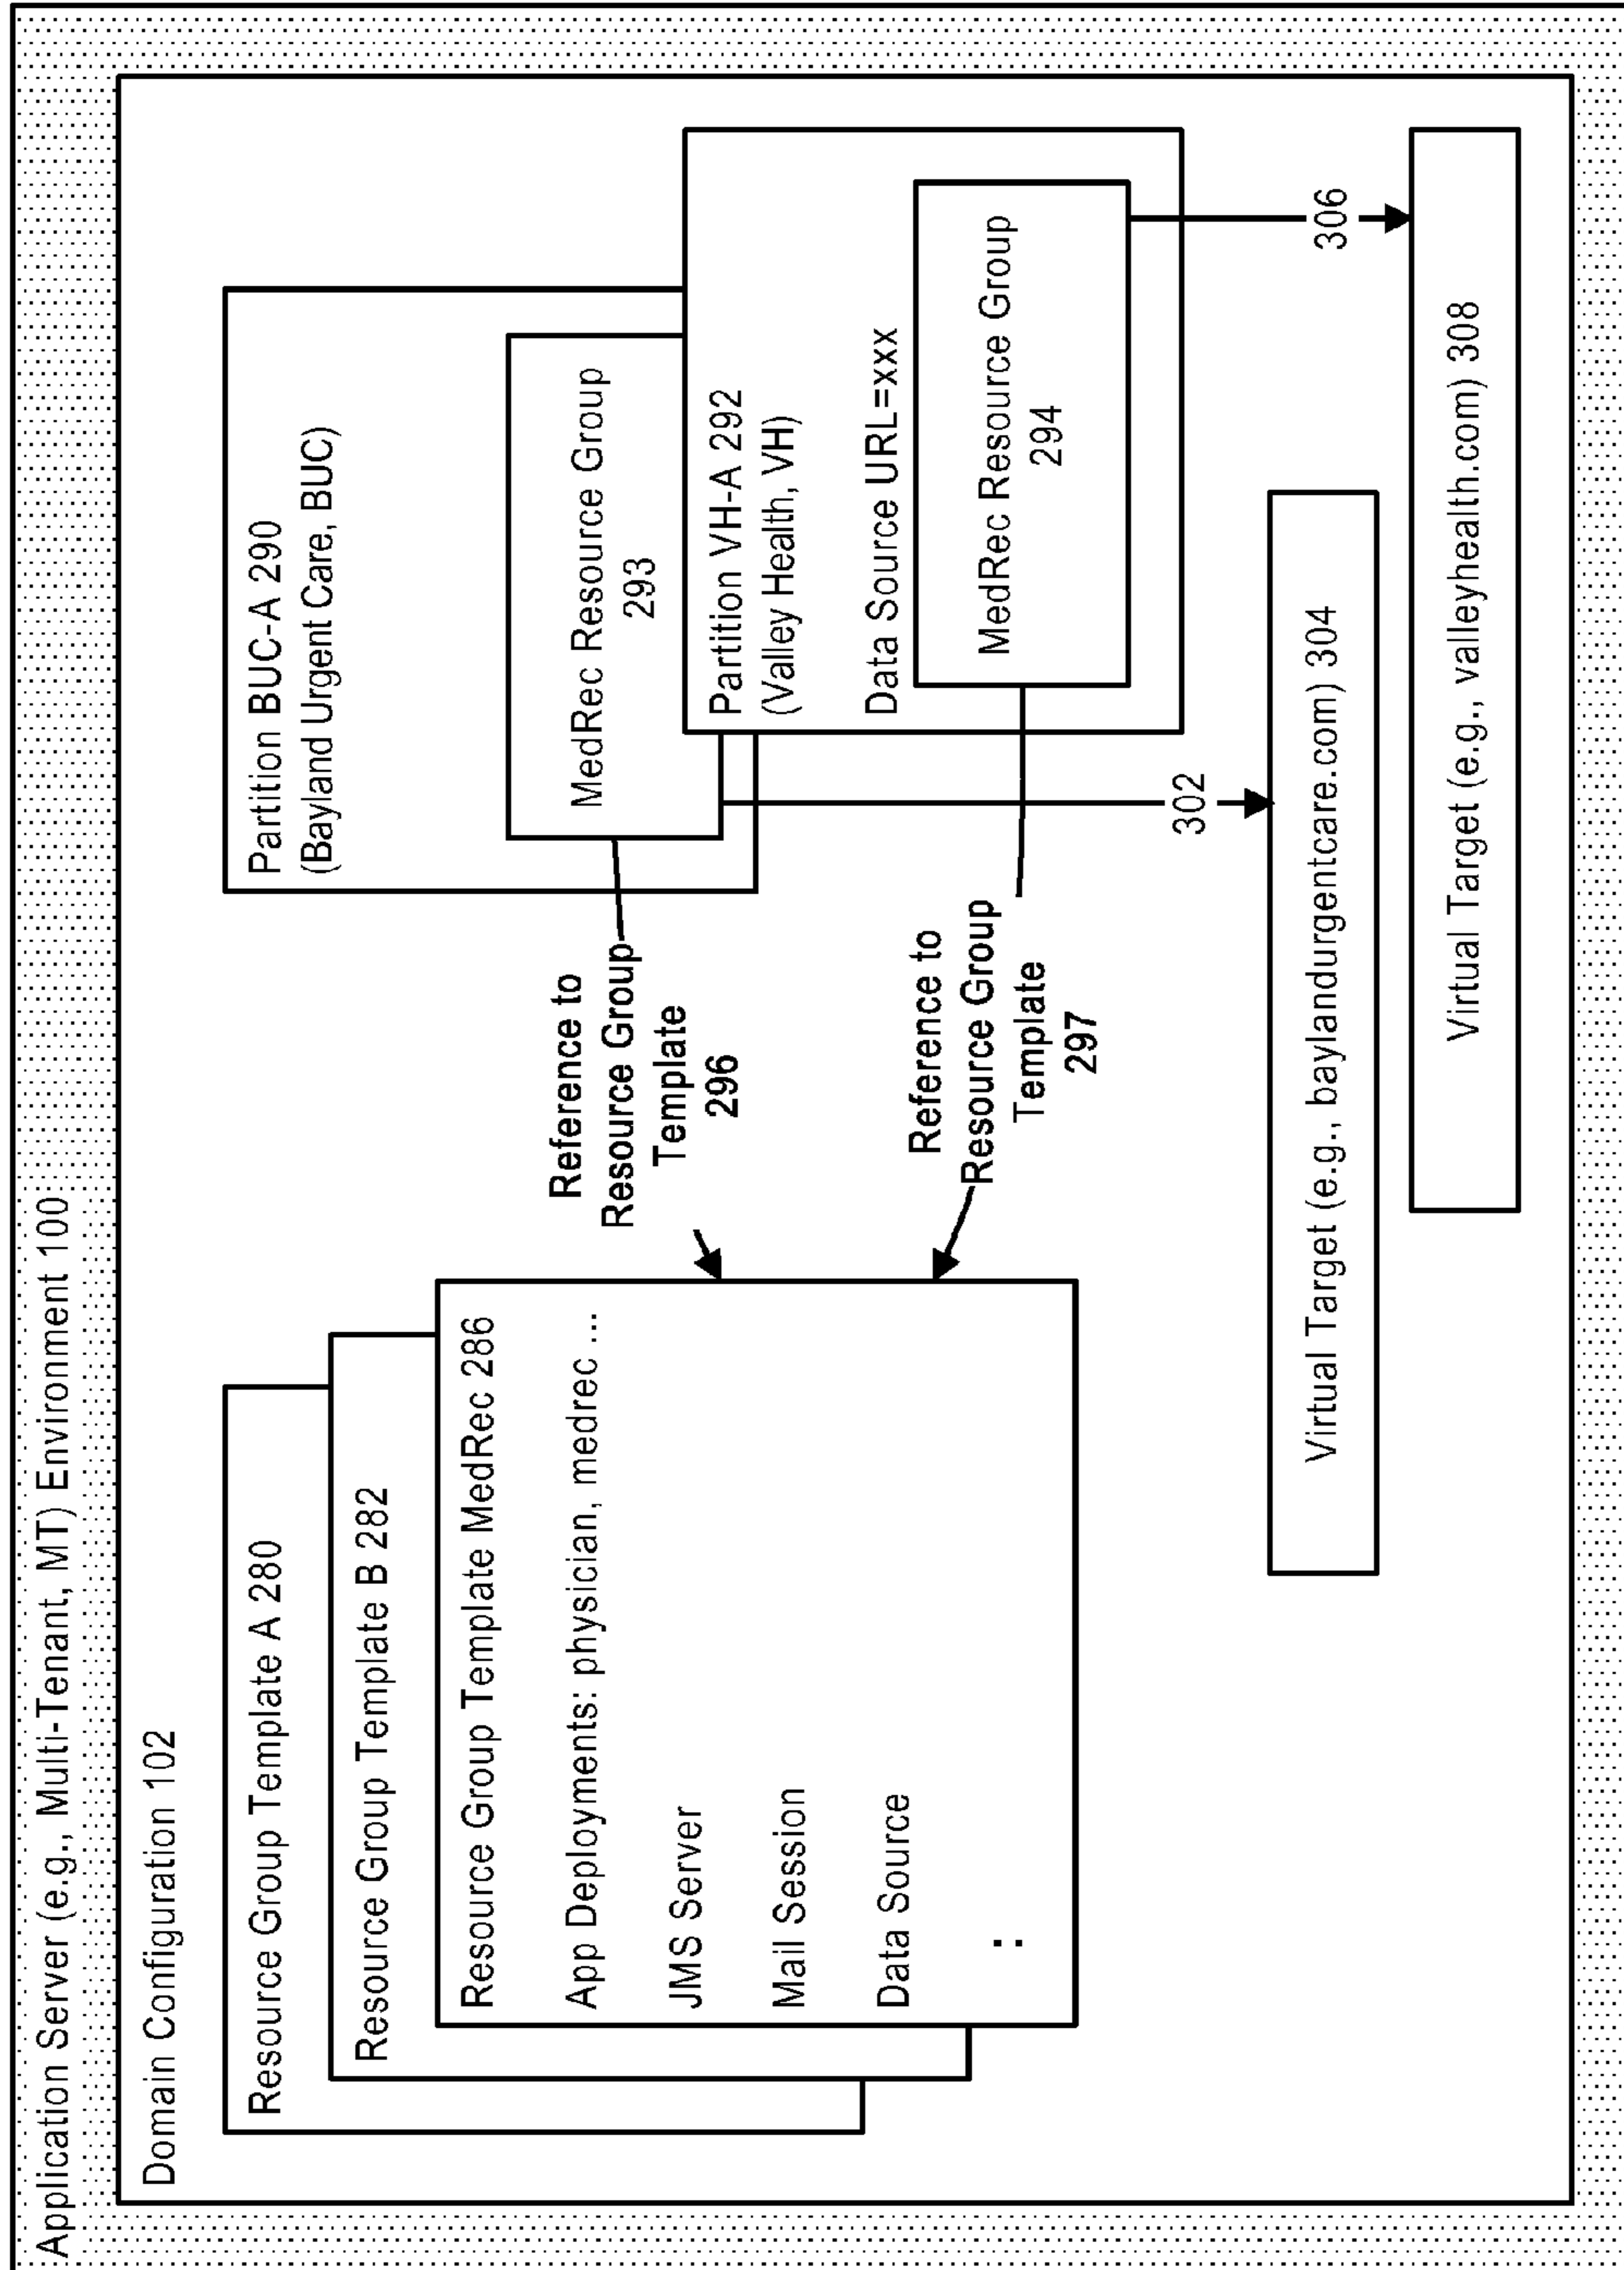 Application Server (e.g., Multi-Tenant, MT) Environment 100
Domain Configuration 102
Resource Group Template A 280
Resource Group Template B 282
Resource Group Template MedRec 286
App Deployments: physician, medrec ...
JMS Server
Mail Session
Data Source
:
Reference to
Resource Group
Template
296
Reference to
Resource Group
Template
297
Partition BUC-A 290
(Bayland Urgent Care, BUC)
MedRec Resource Group
293
Partition VH-A 292
(Valley Health, VH)
Data Source URL=xxx
MedRec Resource Group
294
302
306
Virtual Target (e.g., baylandurgentcare.com) 304
Virtual Target (e.g., valleyhealth.com) 308